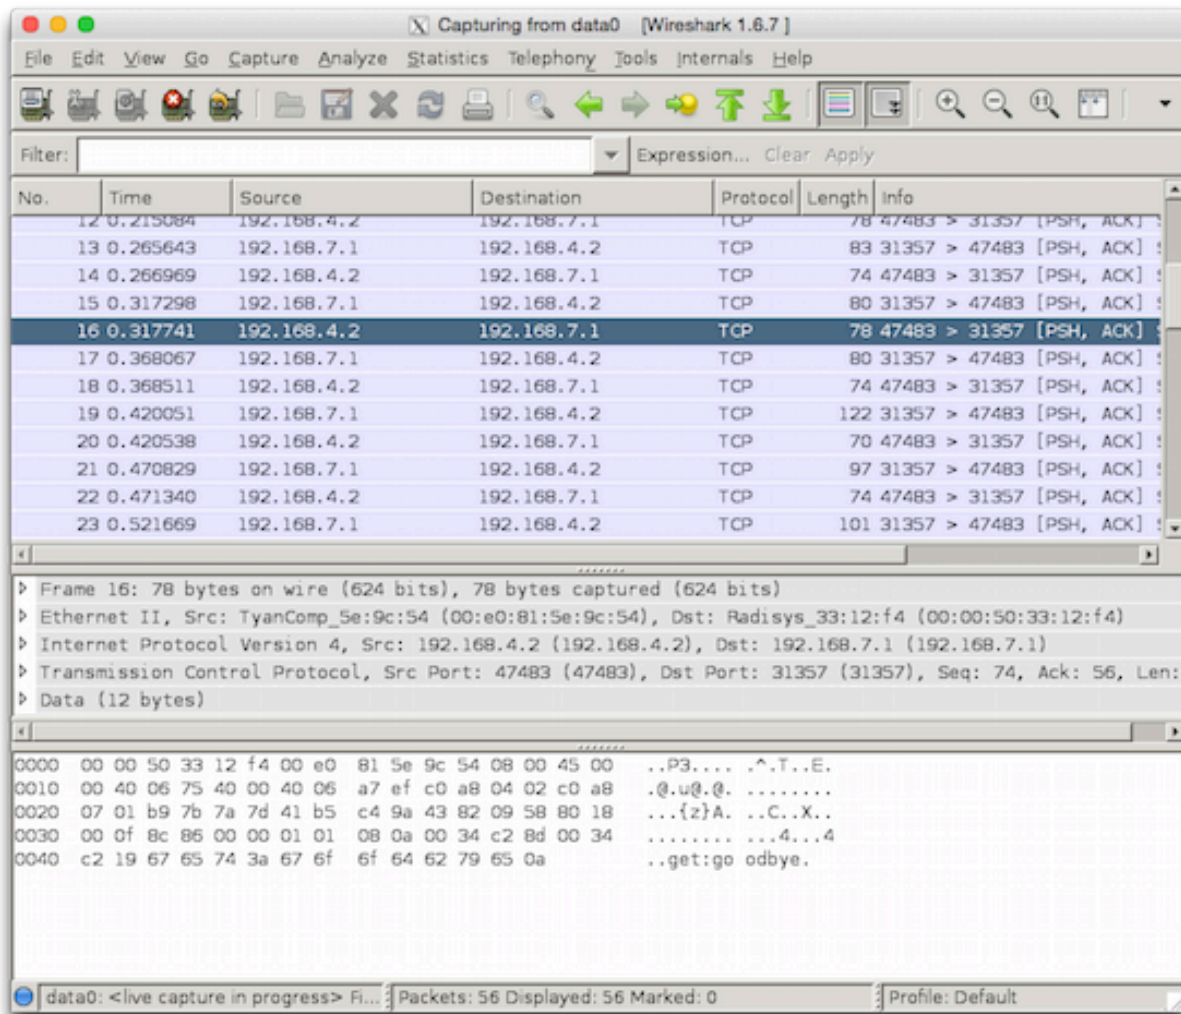 Capturing from data0 [Wireshark 1.6.7 ]
File Edit View Go Capture Analyze Statistics Telephony Tools Internals Help
Filter: Expression... Clear Apply
No. Time Source Destination Protocol Length Info
12 0.215084 192.168.4.2 192.168.7.1 TCP 78 47483 > 31357 [PSH, ACK]
13 0.265643 192.168.7.1 192.168.4.2 TCP 83 31357 > 47483 [PSH, ACK]
14 0.266969 192.168.4.2 192.168.7.1 TCP 74 47483 > 31357 [PSH, ACK]
15 0.317298 192.168.7.1 192.168.4.2 TCP 80 31357 > 47483 [PSH, ACK]
16 0.317741 192.168.4.2 192.168.7.1 TCP 78 47483 > 31357 [PSH, ACK]
17 0.368067 192.168.7.1 192.168.4.2 TCP 80 31357 > 47483 [PSH, ACK]
18 0.368511 192.168.4.2 192.168.7.1 TCP 74 47483 > 31357 [PSH, ACK]
19 0.420051 192.168.7.1 192.168.4.2 TCP 122 31357 > 47483 [PSH, ACK]
20 0.420538 192.168.4.2 192.168.7.1 TCP 70 47483 > 31357 [PSH, ACK]
21 0.470829 192.168.7.1 192.168.4.2 TCP 97 31357 > 47483 [PSH, ACK]
22 0.471340 192.168.4.2 192.168.7.1 TCP 74 47483 > 31357 [PSH, ACK]
23 0.521669 192.168.7.1 192.168.4.2 TCP 101 31357 > 47483 [PSH, ACK]
Frame 16: 78 bytes on wire (624 bits), 78 bytes captured (624 bits)
Ethernet II, Src: TyanComp_5e:9c:54 (00:e0:81:5e:9c:54), Dst: Radisys_33:12:f4 (00:00:50:33:12:f4)
Internet Protocol Version 4, Src: 192.168.4.2 (192.168.4.2), Dst: 192.168.7.1 (192.168.7.1)
Transmission Control Protocol, Src Port: 47483 (47483), Dst Port: 31357 (31357), Seq: 74, Ack: 56, Len:
Data (12 bytes)
0000 00 00 50 33 12 f4 00 e0 81 5e 9c 54 08 00 45 00 ..P3.... .^.T..E.
0010 00 40 06 75 40 00 40 06 a7 ef c0 a8 04 02 c0 a8 .@.u@.@. ........
0020 07 01 b9 7b 7a 7d 41 b5 c4 9a 43 82 09 58 80 18 ...{z}A. ..C..X..
0030 00 0f 8c 86 00 00 01 01 08 0a 00 34 c2 8d 00 34 ........ ...4...4
0040 c2 19 67 65 74 3a 67 6f 6f 64 62 79 65 0a ..get:go odbye.
data0: <live capture in progress> Fi... Packets: 56 Displayed: 56 Marked: 0 Profile: Default